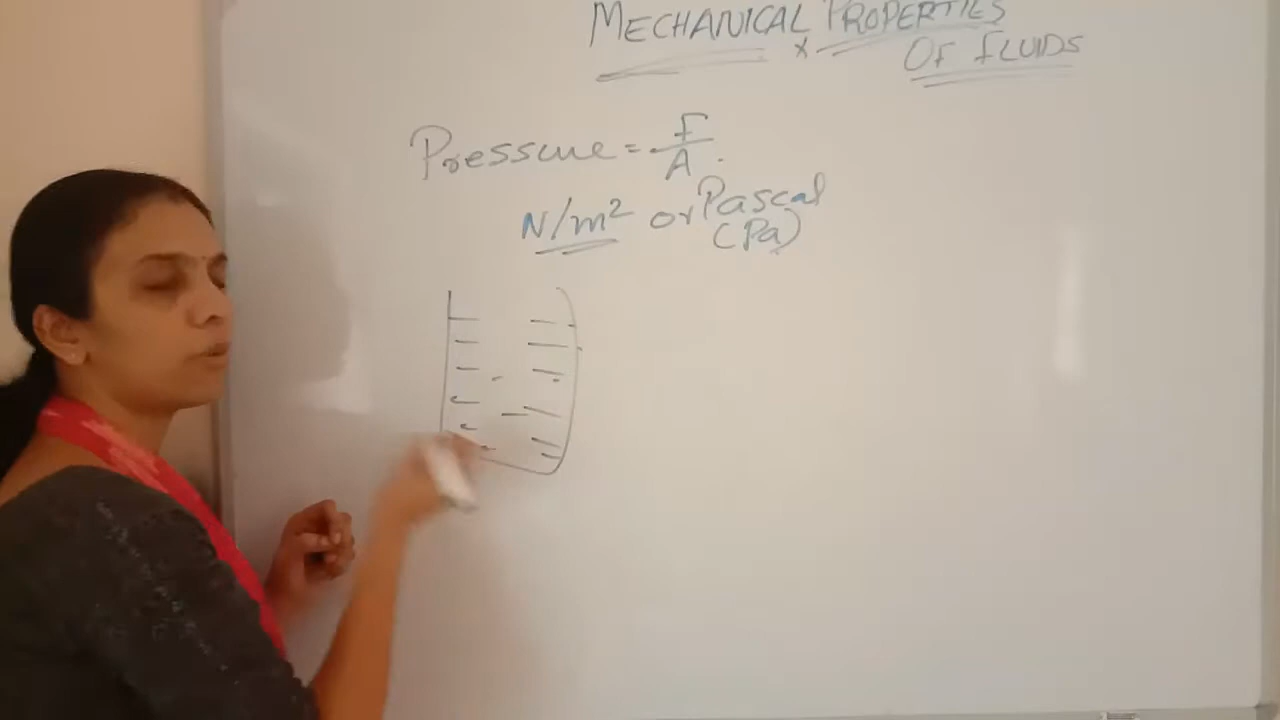 MECHANICAL PROPERTIES
OF FLUIDS
Pressure = F/A.
N/m² or Pascal
(Pa)